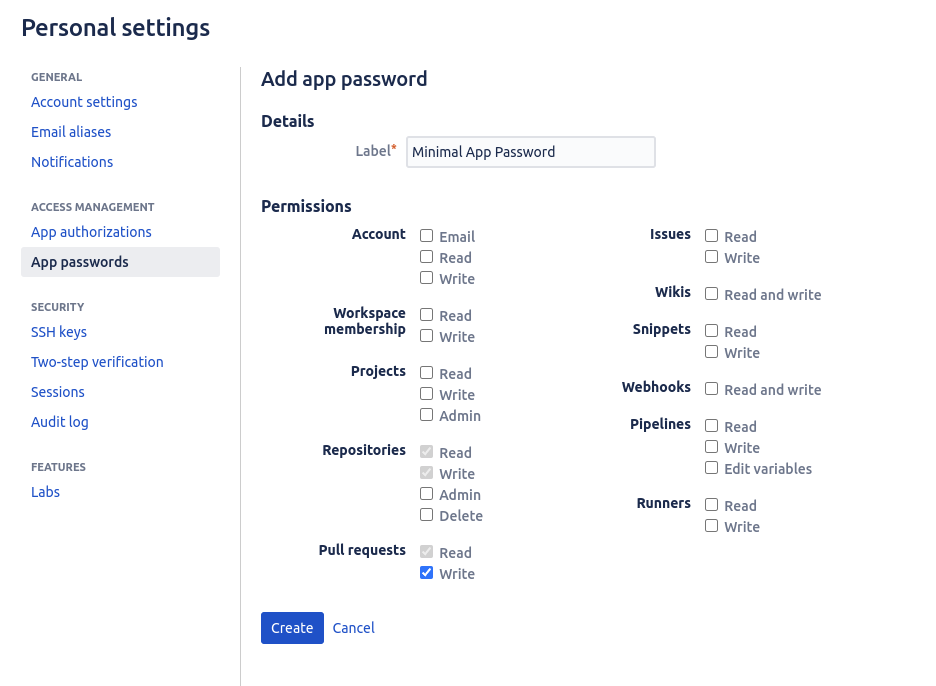 Personal settings
GENERAL
Account settings
Email aliases
Notifications
ACCESS MANAGEMENT
App authorizations
App passwords
SECURITY
SSH keys
Two-step verification
Sessions
Audit log
FEATURES
Labs
Add app password
Details
Label*
Minimal App Password
Permissions
Account
Email
Read
Write
Workspace
membership
Read
Write
Projects
Read
Write
Admin
Repositories
Read
Write
Admin
Delete
Pull requests
Read
Write
Issues
Read
Write
Wikis
Read and write
Snippets
Read
Write
Webhooks
Read and write
Pipelines
Read
Write
Edit variables
Runners
Read
Write
Create
Cancel